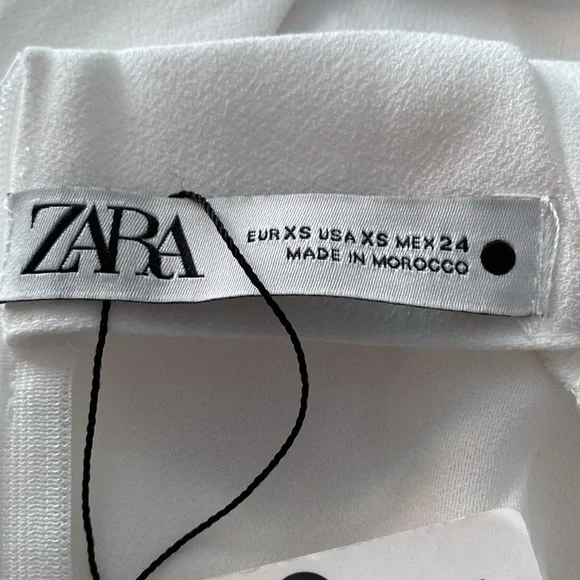 ZARA
EUR XS USA XS MEX 24
MADE IN MOROCCO